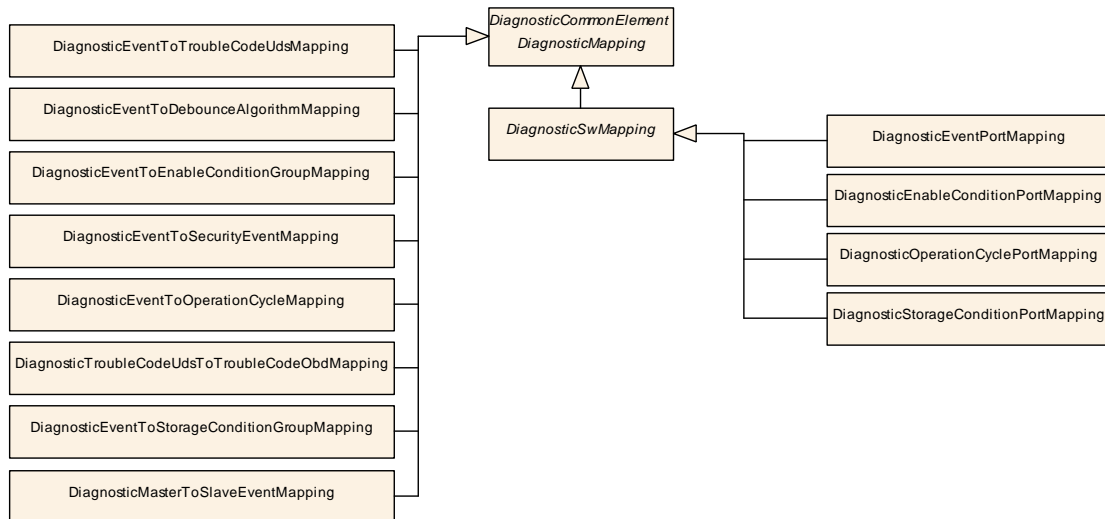 DiagnosticCommonElement
DiagnosticMapping
DiagnosticEventToTroubleCodeUdsMapping
DiagnosticEventToDebounceAlgorithmMapping
DiagnosticEventToEnableConditionGroupMapping
DiagnosticEventToSecurityEventMapping
DiagnosticEventToOperationCycleMapping
DiagnosticTroubleCodeUdsToTroubleCodeObdMapping
DiagnosticEventToStorageConditionGroupMapping
DiagnosticMasterToSlaveEventMapping
DiagnosticSwMapping
DiagnosticEventPortMapping
DiagnosticEnableConditionPortMapping
DiagnosticOperationCyclePortMapping
DiagnosticStorageConditionPortMapping